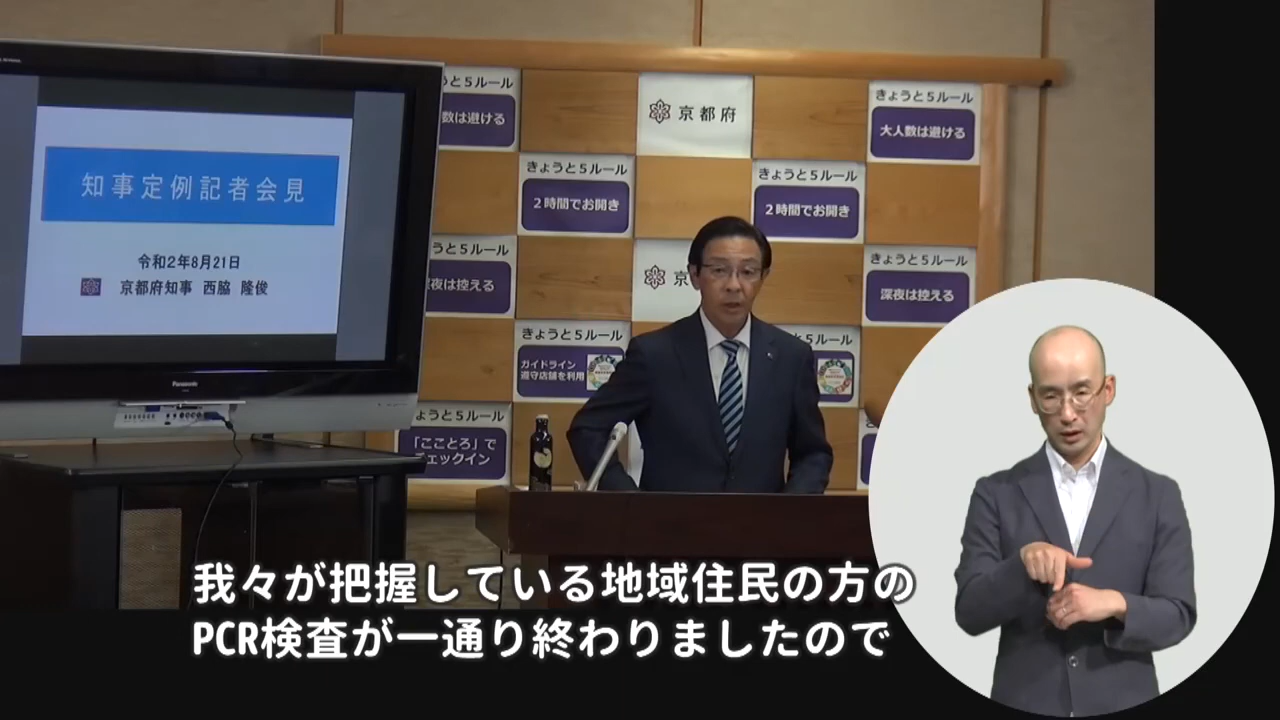 知事定例記者会見
令和2年8月21日
京都府知事 西脇 隆俊
Panasonic
と5ルール
数は避ける
京都府
きょうと5ルール
大人数は避ける
きょうと5ルール
2時間でお開き
きょうと5ルール
2時間でお開き
ょうと5ルール
夜は控える
京
きょうと5ルール
深夜は控える
きょうと5ルール
ガイドライン
遵守店舗を利用
5ルール
ょうと5ルール
「こことろ」で
チェックイン
我々が把握している地域住民の方の
PCR検査が一通り終わりましたので